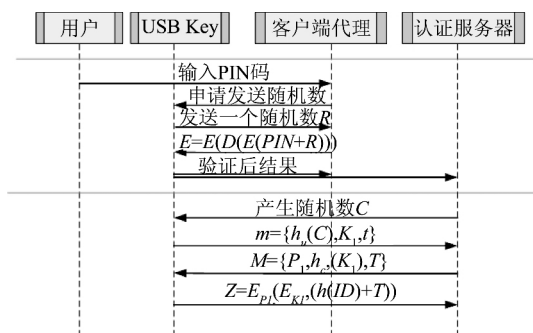 用户
USB Key
客户端代理
认证服务器
输入PIN码
申请发送随机数
发送一个随机数R
E=E(D(E(PIN+R)))
验证后结果
产生随机数C
m={hu(C),K1,t}
M={P1,hc,(K1),T}
Z=EP1(EK1,(h(ID)+T))